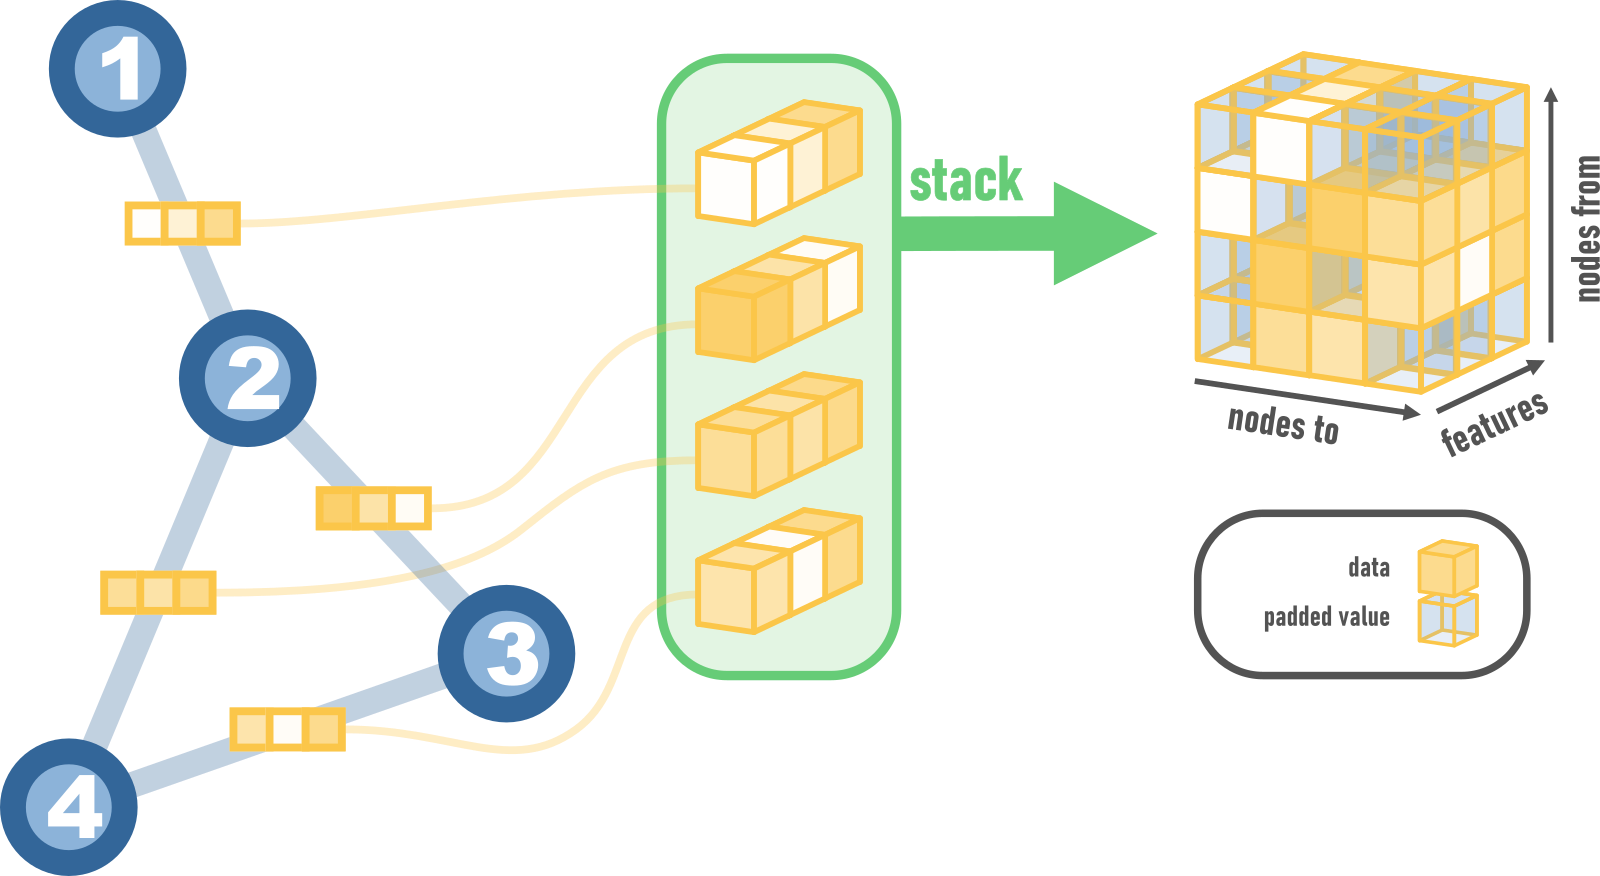 1
2
3
4
stack
nodes from
nodes to
features
data
padded value